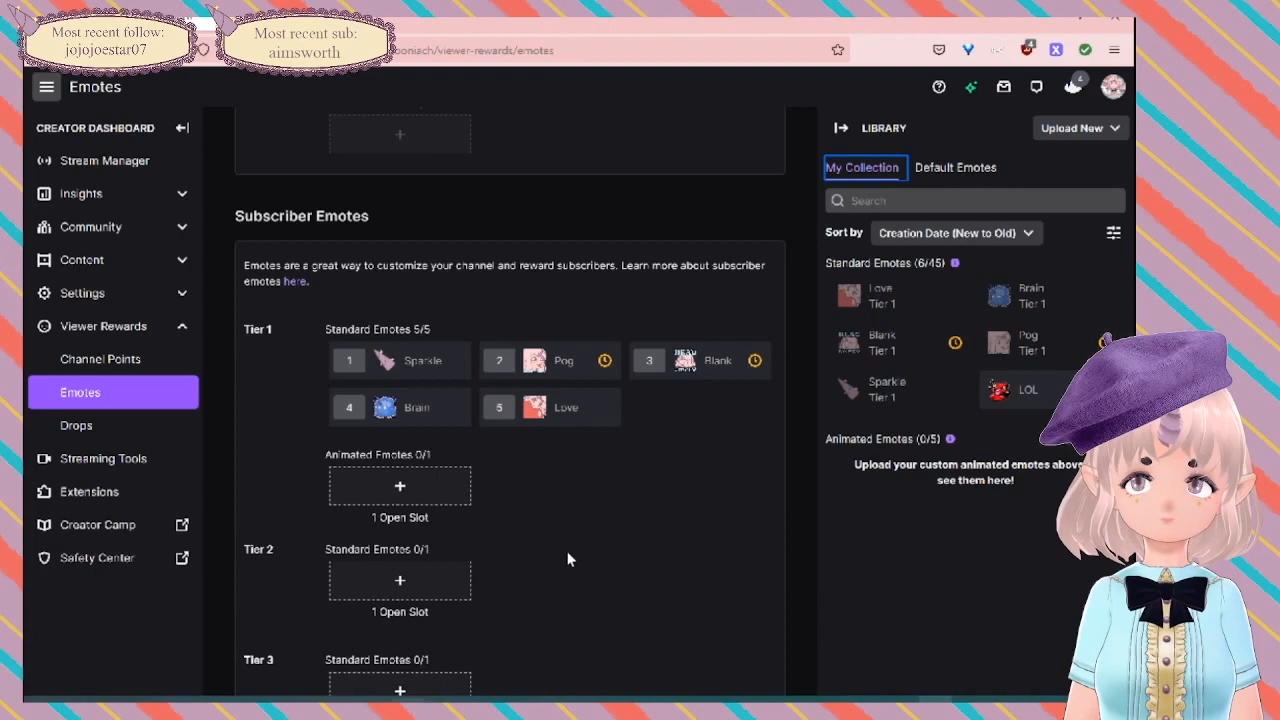 Most recent follow:
jojojoestar07
Most recent sub:
aimsworth
ooniach/viewer-rewards/emotes
4
Emotes
4
CREATOR DASHBOARD
Stream Manager
Insights
Community
Content
Settings
Viewer Rewards
Channel Points
Emotes
Drops
Streaming Tools
Extensions
Creator Camp
Safety Center
Subscriber Emotes
Emotes are a great way to customize your channel and reward subscribers. Learn more about subscriber
emotes here.
Tier 1
Standard Emotes 5/5
1 Sparkle
2 Pog
3 Blank
4 Brain
5 Love
Animated Emotes 0/1
1 Open Slot
Tier 2
Standard Emotes 0/1
1 Open Slot
Tier 3
Standard Emotes 0/1
LIBRARY
Upload New
My Collection
Default Emotes
Search
Sort by
Creation Date (New to Old)
Standard Emotes (6/45)
Love
Tier 1
Brain
Tier 1
Blank
Tier 1
Pog
Tier 1
Sparkle
Tier 1
LOL
Animated Emotes (0/5)
Upload your custom animated emotes above
see them here!